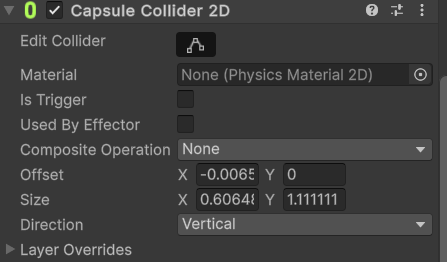 Capsule Collider 2D
Edit Collider
Material None (Physics Material 2D)
Is Trigger
Used By Effector
Composite Operation None
Offset X -0.0065 Y 0
Size X 0.6064 Y 1.111111
Direction Vertical
Layer Overrides